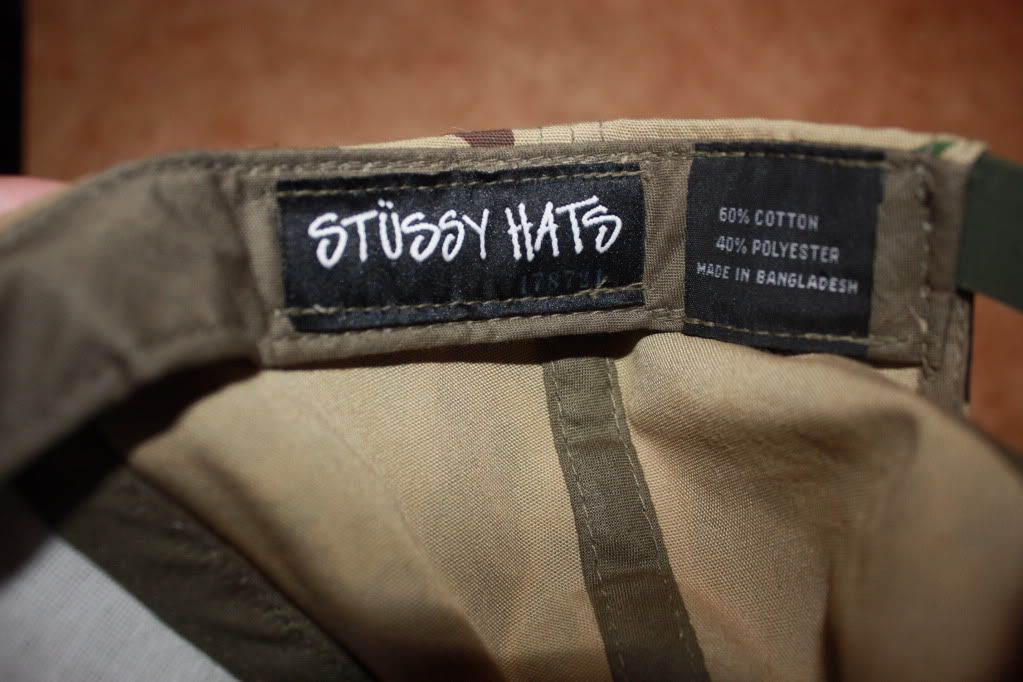 STÜSSY HATS
60% COTTON
40% POLYESTER
MADE IN BANGLADESH